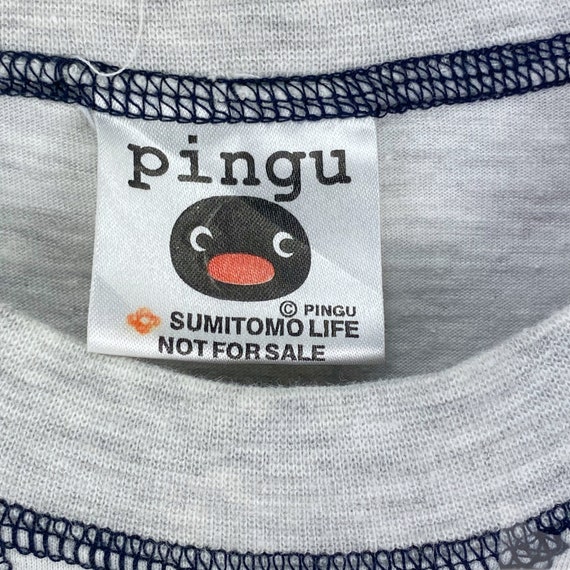 pingu
© PINGU
SUMITOMO LIFE
NOT FOR SALE